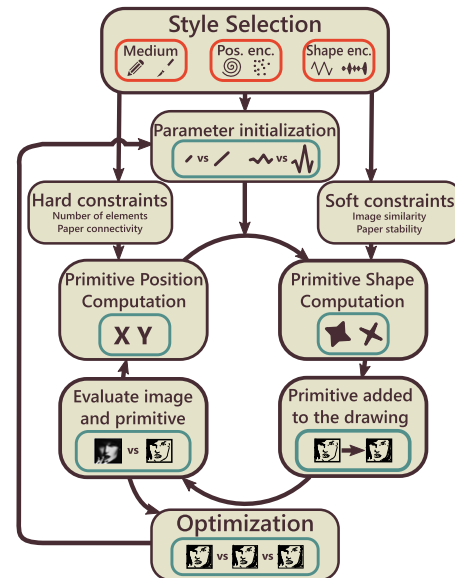 Style Selection
Medium
Pos. enc.
Shape enc.
Parameter initialization
vs
vs
Hard constraints
Number of elements
Paper connectivity
Soft constraints
Image similarity
Paper stability
Primitive Position
Computation
X Y
Primitive Shape
Computation
Evaluate image
and primitive
vs
Primitive added
to the drawing
Optimization
vs
vs